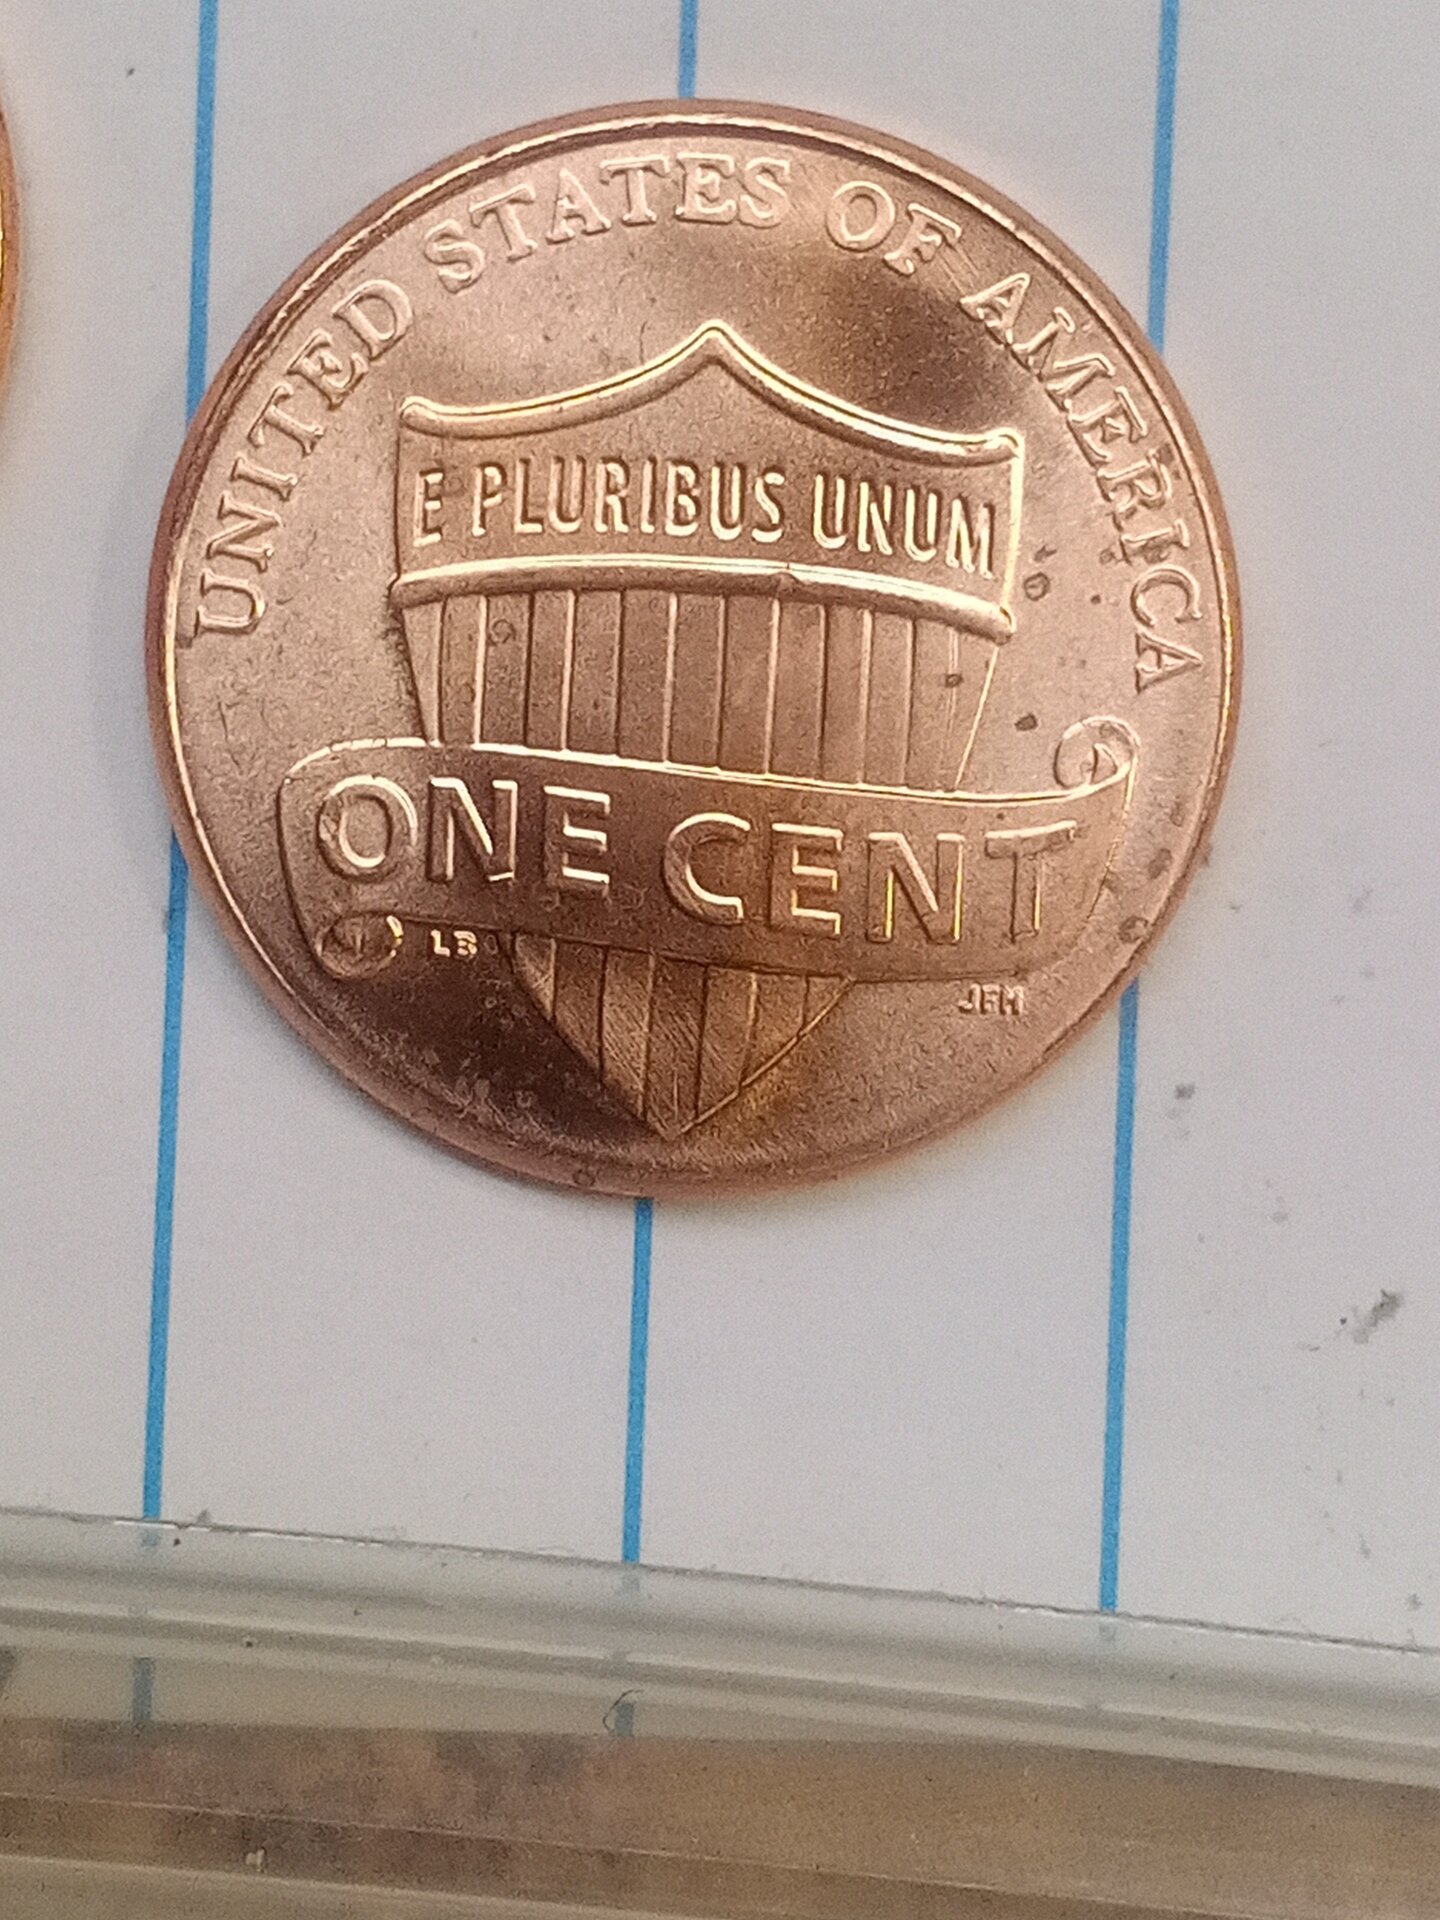 UNITED STATES OF AMERICA
E PLURIBUS UNUM
ONE CENT
LB
JFM